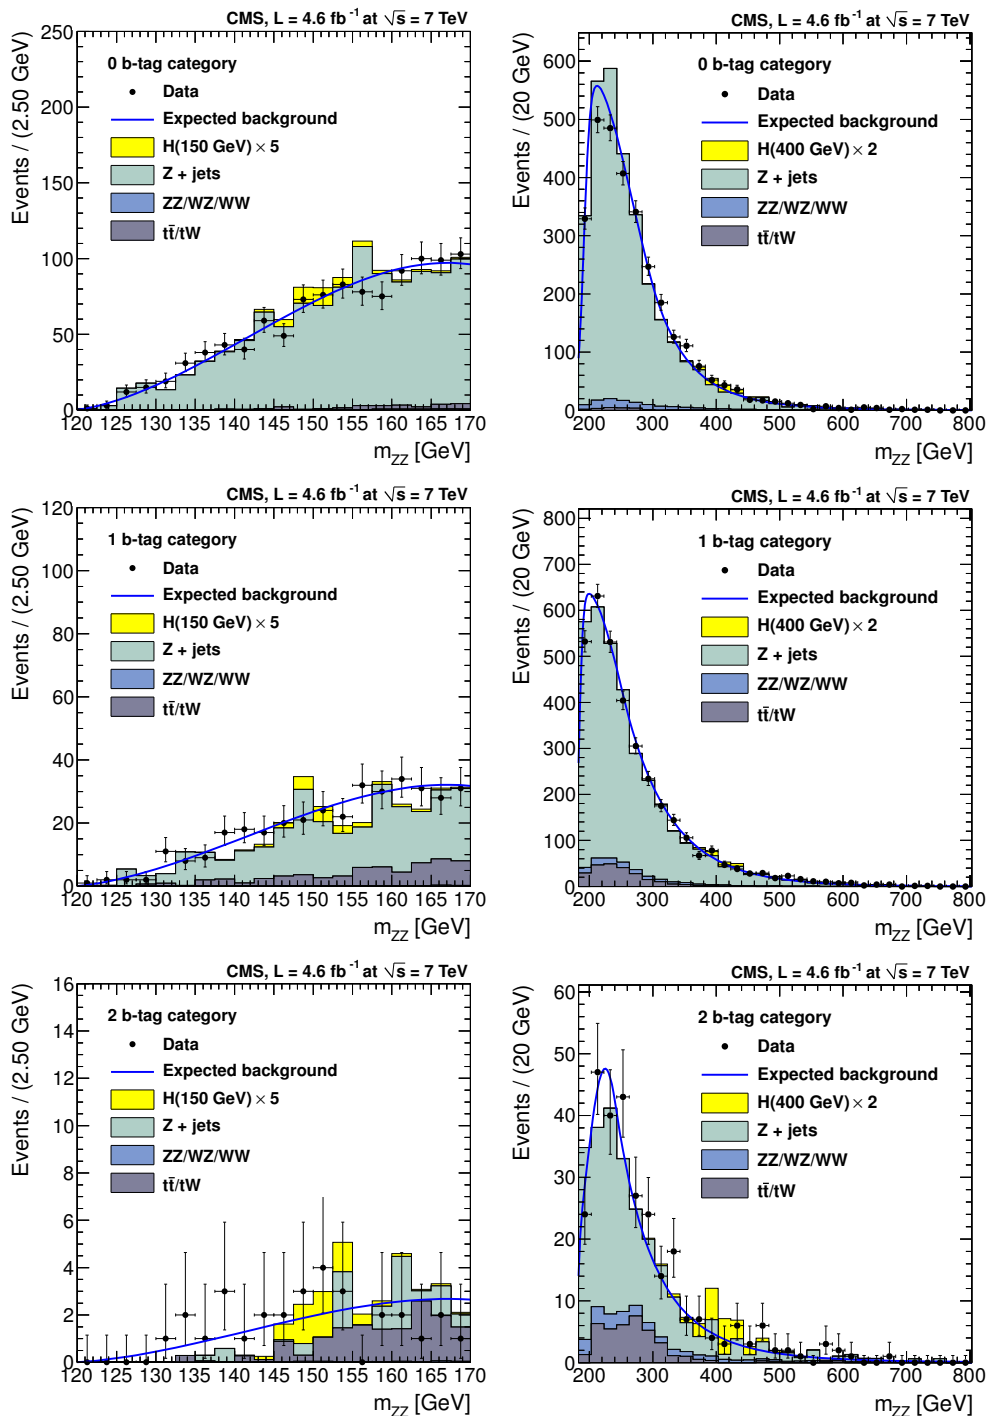 CMS, L = 4.6 fb⁻¹ at √s = 7 TeV
Events / (2.50 GeV)
250
200
150
100
50
0
0 b-tag category
Data
Expected background
H(150 GeV) × 5
Z + jets
ZZ/WZ/WW
tt̄/tW
120 125 130 135 140 145 150 155 160 165 170
m_ZZ [GeV]
CMS, L = 4.6 fb⁻¹ at √s = 7 TeV
Events / (20 GeV)
600
500
400
300
200
100
0
0 b-tag category
Data
Expected background
H(400 GeV) × 2
Z + jets
ZZ/WZ/WW
tt̄/tW
200 300 400 500 600 700 800
m_ZZ [GeV]
CMS, L = 4.6 fb⁻¹ at √s = 7 TeV
Events / (2.50 GeV)
120
100
80
60
40
20
0
1 b-tag category
Data
Expected background
H(150 GeV) × 5
Z + jets
ZZ/WZ/WW
tt̄/tW
120 125 130 135 140 145 150 155 160 165 170
m_ZZ [GeV]
CMS, L = 4.6 fb⁻¹ at √s = 7 TeV
Events / (20 GeV)
800
700
600
500
400
300
200
100
0
1 b-tag category
Data
Expected background
H(400 GeV) × 2
Z + jets
ZZ/WZ/WW
tt̄/tW
200 300 400 500 600 700 800
m_ZZ [GeV]
CMS, L = 4.6 fb⁻¹ at √s = 7 TeV
Events / (2.50 GeV)
16
14
12
10
8
6
4
2
0
2 b-tag category
Data
Expected background
H(150 GeV) × 5
Z + jets
ZZ/WZ/WW
tt̄/tW
120 125 130 135 140 145 150 155 160 165 170
m_ZZ [GeV]
CMS, L = 4.6 fb⁻¹ at √s = 7 TeV
Events / (20 GeV)
60
50
40
30
20
10
0
2 b-tag category
Data
Expected background
H(400 GeV) × 2
Z + jets
ZZ/WZ/WW
tt̄/tW
200 300 400 500 600 700 800
m_ZZ [GeV]